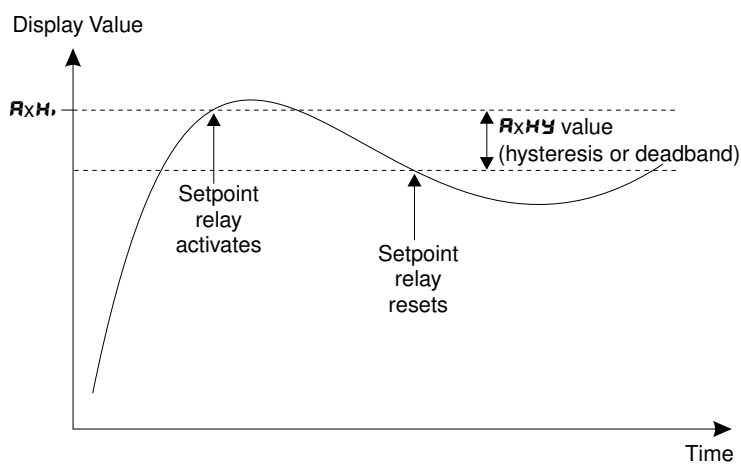 Display Value
AxHi
AxHY value
(hysteresis or deadband)
Setpoint
relay
activates
Setpoint
relay
resets
Time